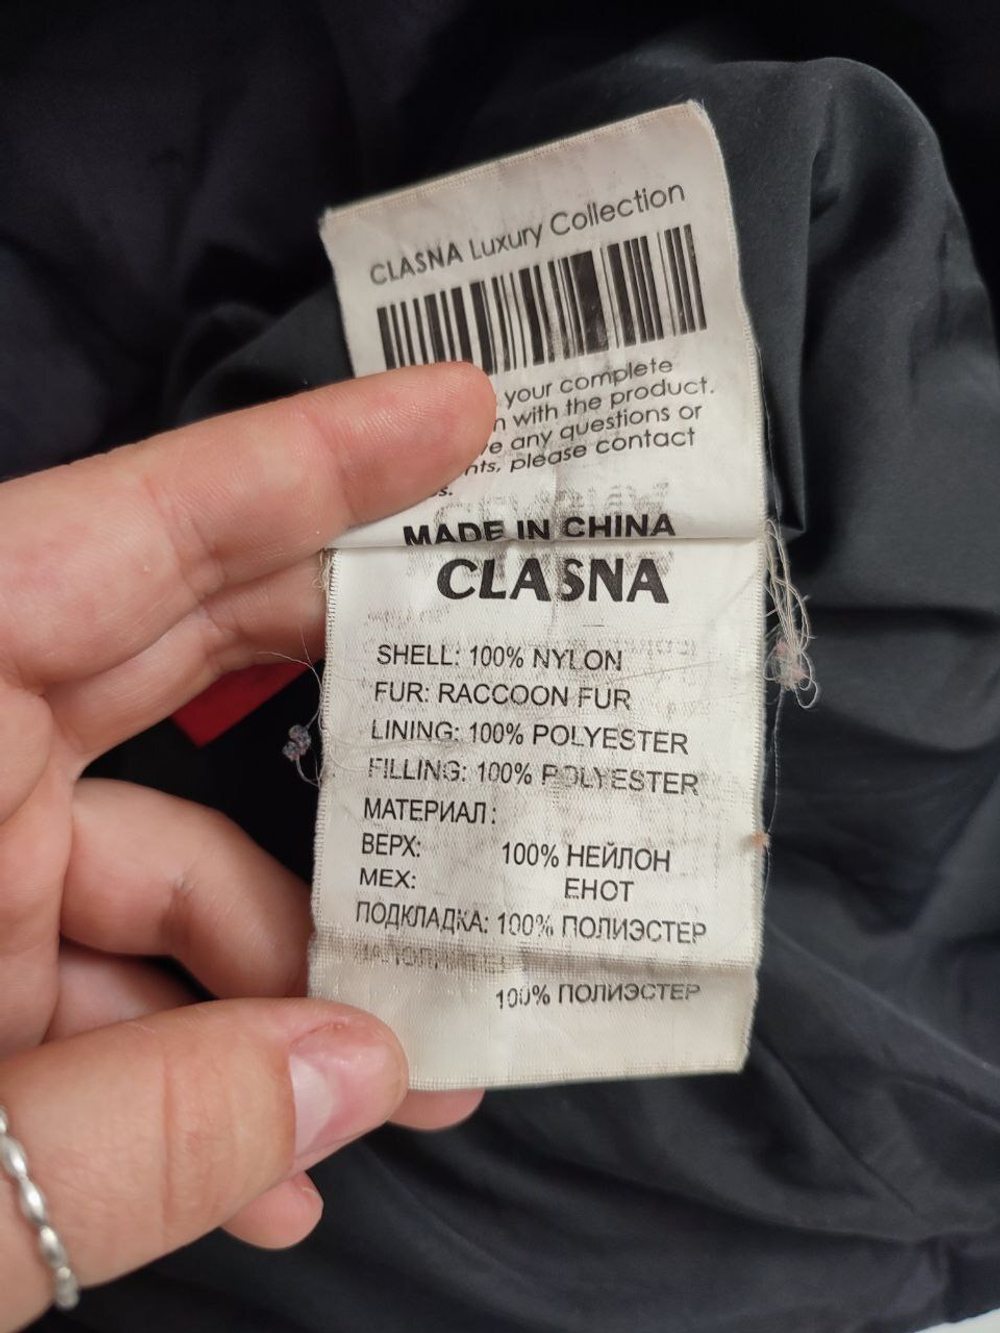 CLASNA Luxury Collection
your complete
with the product.
any questions or
please contact
MADE IN CHINA
CLASNA
SHELL: 100% NYLON
FUR: RACCOON FUR
LINING: 100% POLYESTER
FILLING: 100% POLYESTER
МАТЕРИАЛ:
ВЕРХ: 100% НЕЙЛОН
МЕХ: ЕНОТ
ПОДКЛАДКА: 100% ПОЛИЭСТЕР
100% ПОЛИЭСТЕР